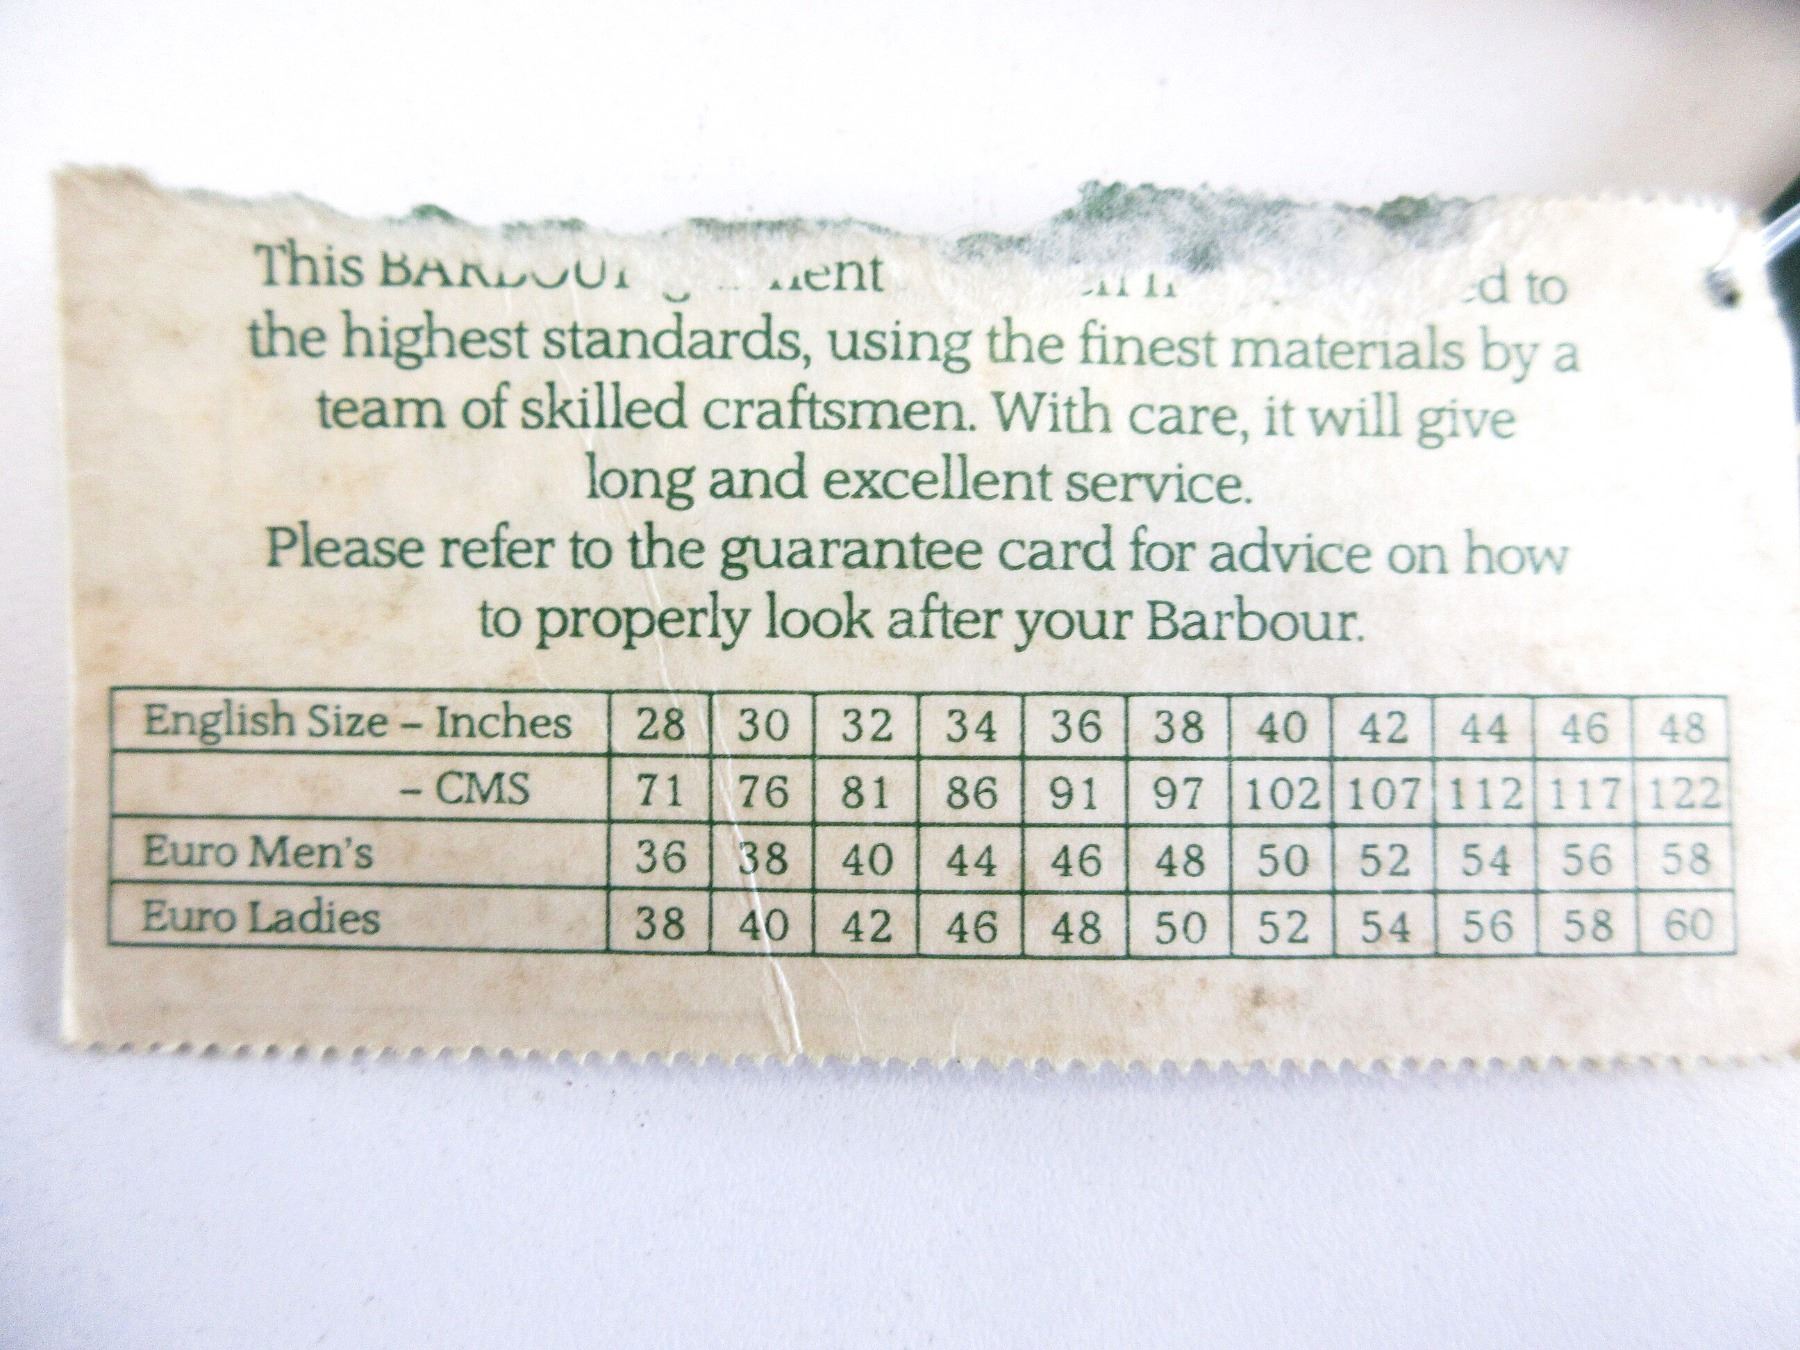 This BARBOUR garment to
the highest standards, using the finest materials by a
team of skilled craftsmen. With care, it will give
long and excellent service.
Please refer to the guarantee card for advice on how
to properly look after your Barbour.
English Size – Inches 28 30 32 34 36 38 40 42 44 46 48
– CMS 71 76 81 86 91 97 102 107 112 117 122
Euro Men's 36 38 40 44 46 48 50 52 54 56 58
Euro Ladies 38 40 42 46 48 50 52 54 56 58 60